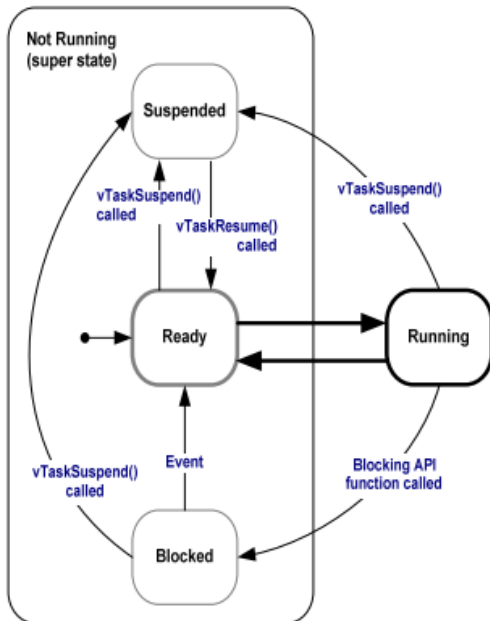 Not Running
(super state)
Suspended
vTaskSuspend()
called
vTaskResume()
called
vTaskSuspend()
called
Ready
Running
Event
vTaskSuspend()
called
Blocking API
function called
Blocked